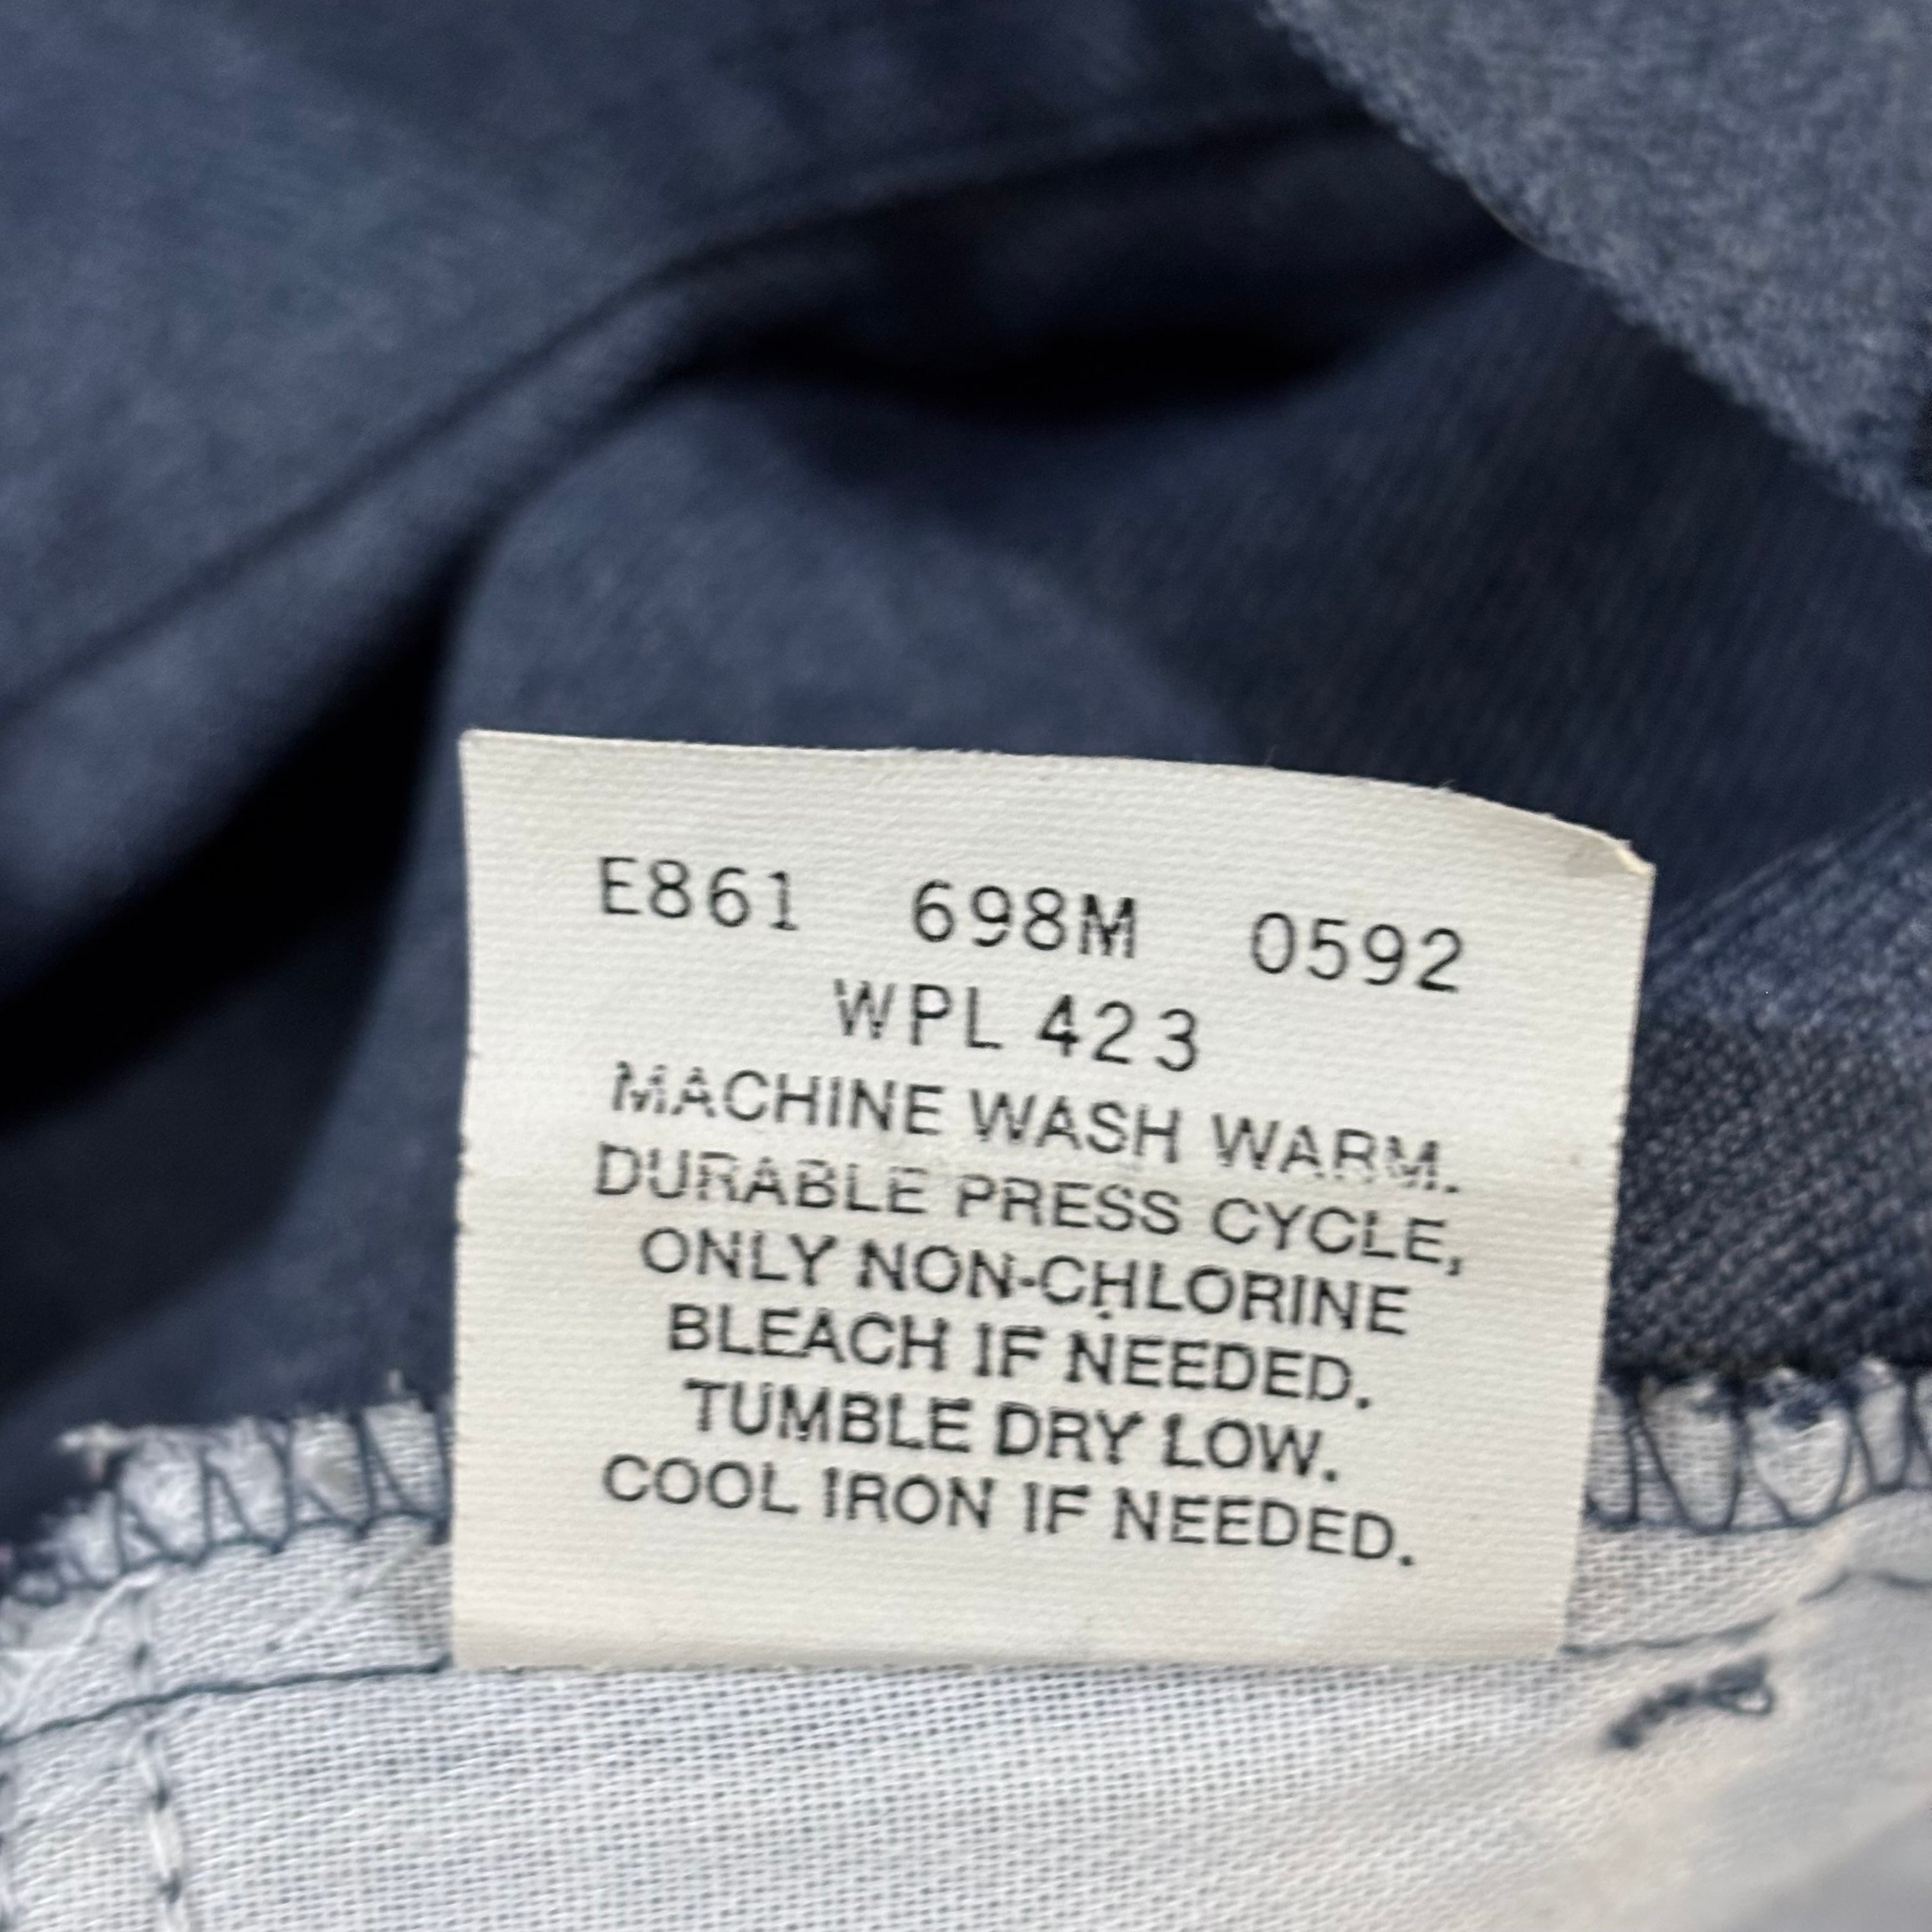 E861 698M 0592
WPL 423
MACHINE WASH WARM.
DURABLE PRESS CYCLE,
ONLY NON-CHLORINE
BLEACH IF NEEDED.
TUMBLE DRY LOW.
COOL IRON IF NEEDED.